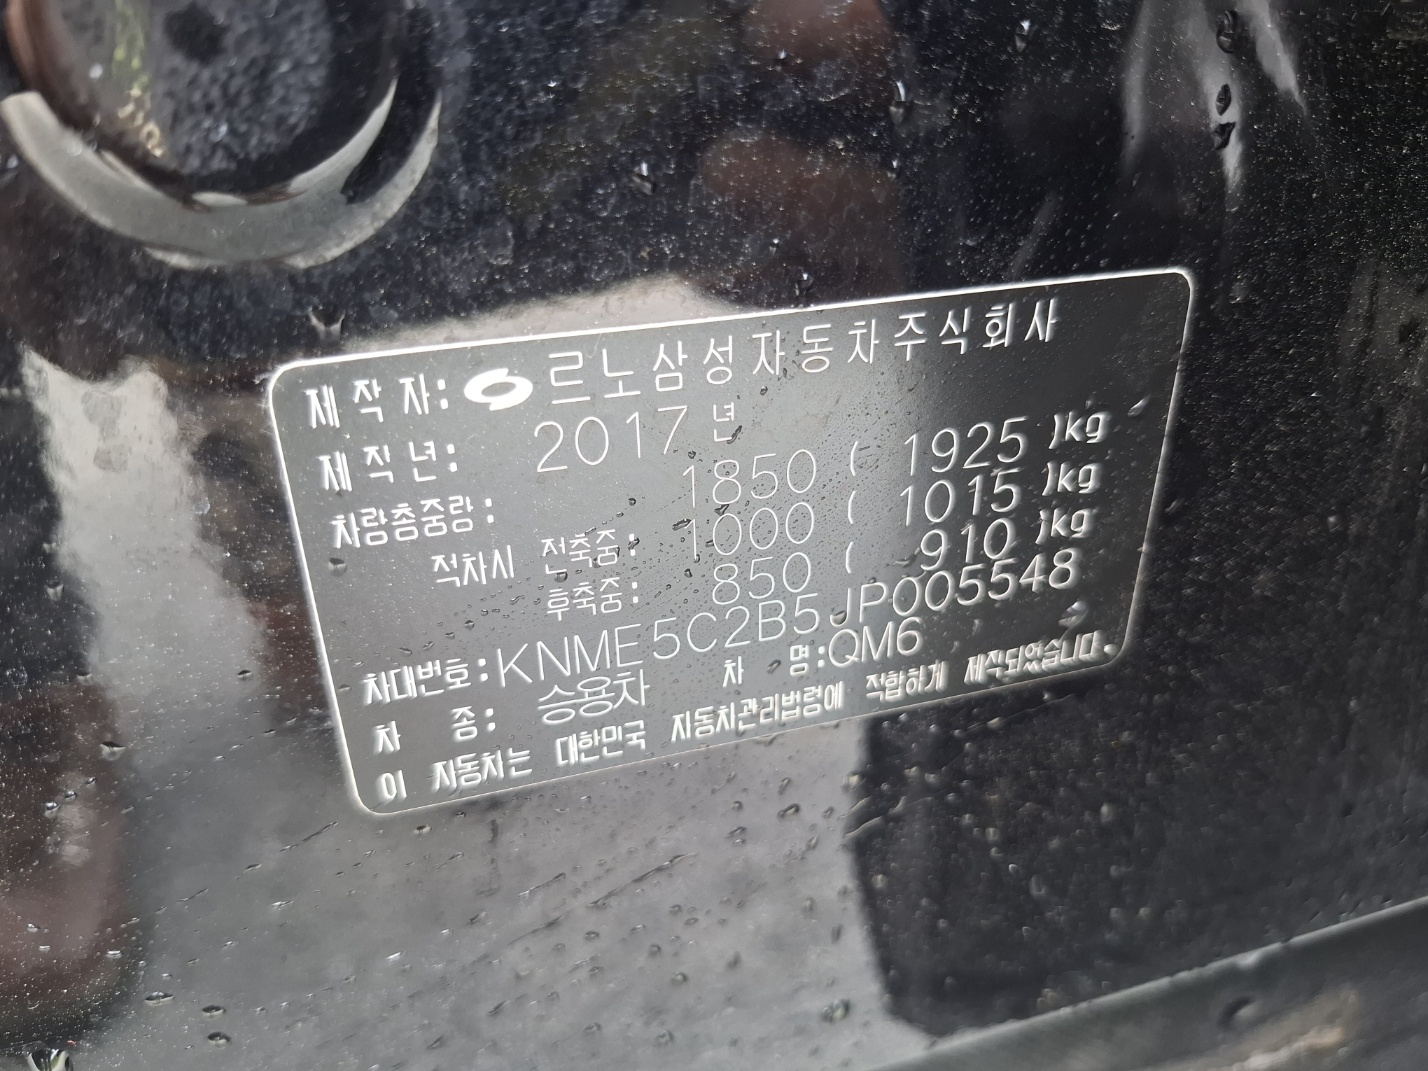 제 작 자: 르노삼성자동차주식회사
제 작 년: 2017 년
차량총중량: 1850 ( 1925 )kg
적차시 전축중: 1000 ( 1015 )kg
후축중: 850 ( 910 )kg
차대번호: KNME5C2B5JP005548
차 종: 승용차 차 명:QM6
이 자동차는 대한민국 자동차관리법령에 적합하게 제작되었습니다.